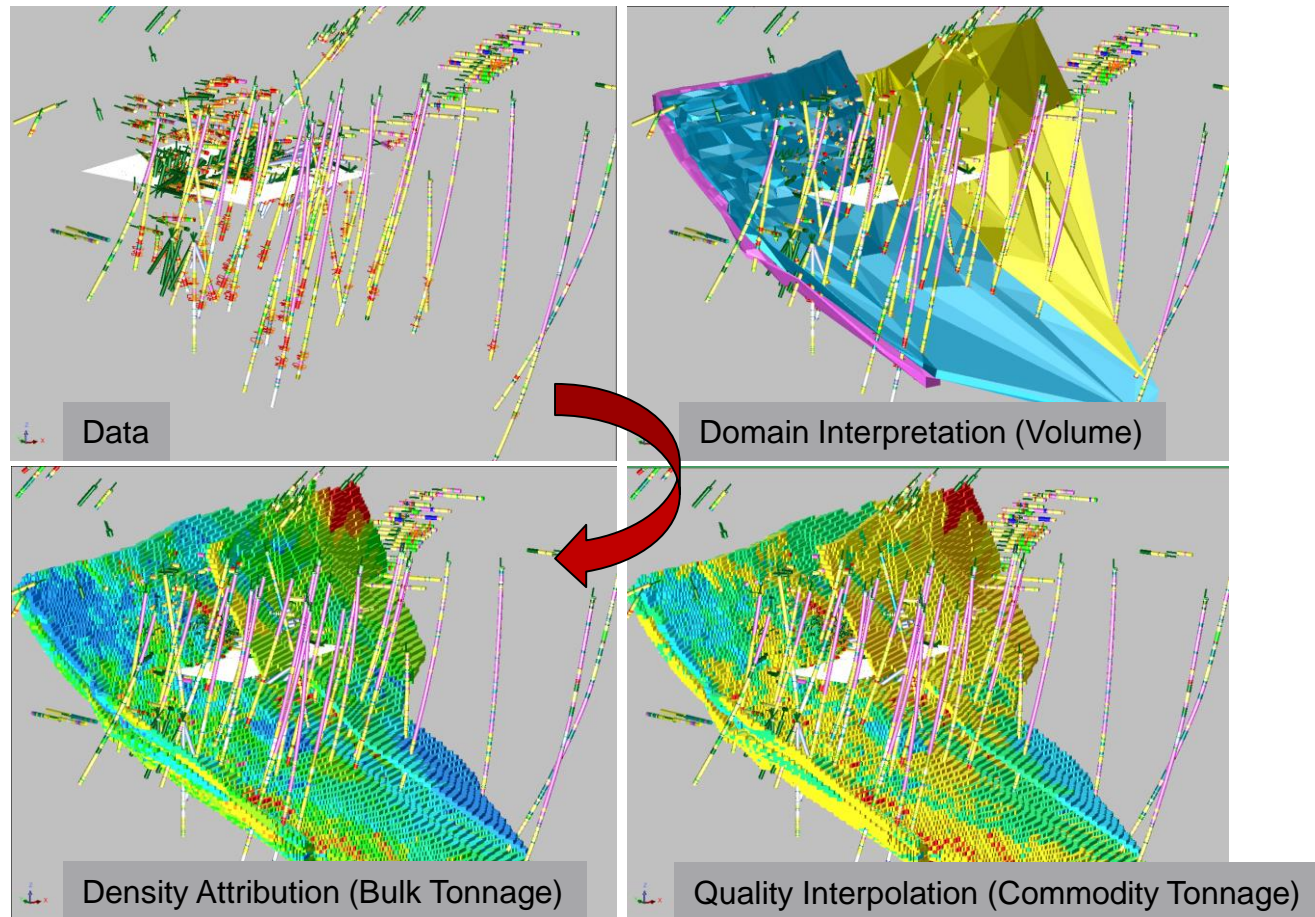 Data
Domain Interpretation (Volume)
Density Attribution (Bulk Tonnage)
Quality Interpolation (Commodity Tonnage)